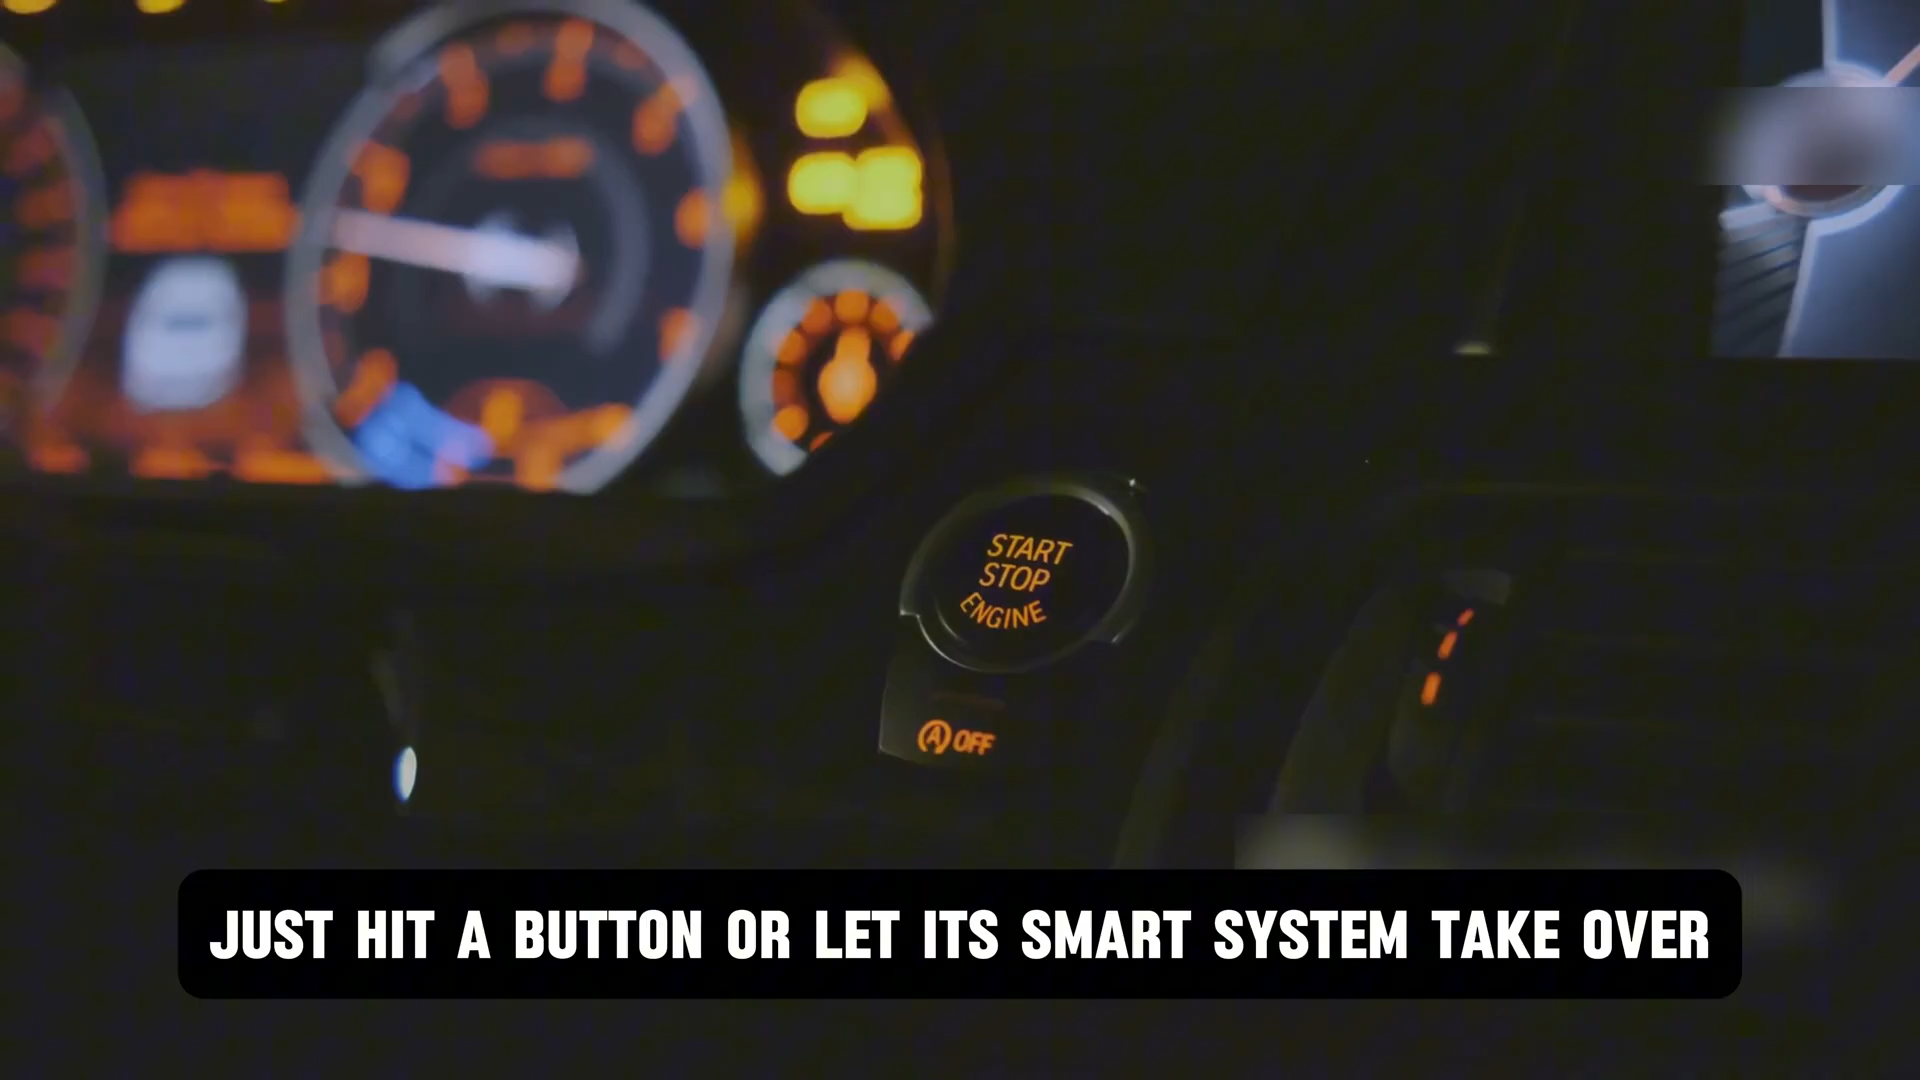 START
STOP
ENGINE
A OFF
JUST HIT A BUTTON OR LET ITS SMART SYSTEM TAKE OVER